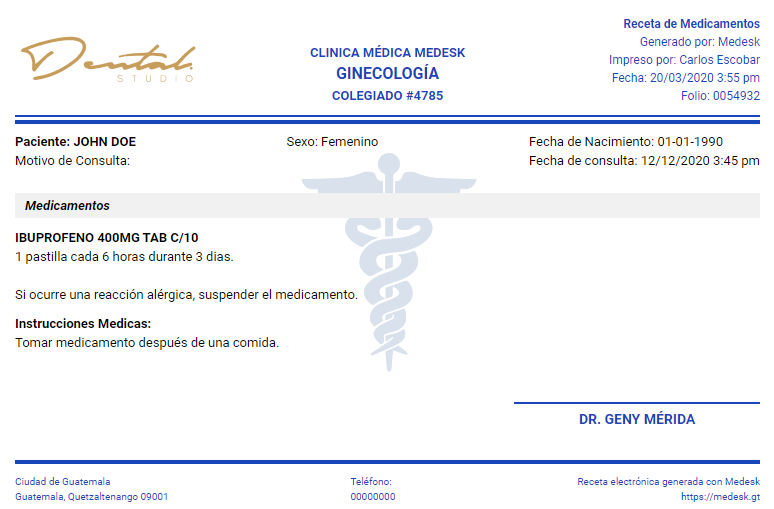 Dental
STUDIO
CLINICA MÉDICA MEDESK
GINECOLOGÍA
COLEGIADO #4785
Receta de Medicamentos
Generado por: Medesk
Impreso por: Carlos Escobar
Fecha: 20/03/2020 3:55 pm
Folio: 0054932
Paciente: JOHN DOE Sexo: Femenino Fecha de Nacimiento: 01-01-1990
Motivo de Consulta: Fecha de consulta: 12/12/2020 3:45 pm
Medicamentos
IBUPROFENO 400MG TAB C/10
1 pastilla cada 6 horas durante 3 dias.
Si ocurre una reacción alérgica, suspender el medicamento.
Instrucciones Medicas:
Tomar medicamento después de una comida.
DR. GENY MÉRIDA
Ciudad de Guatemala Teléfono: Receta electrónica generada con Medesk
Guatemala, Quetzaltenango 09001 00000000 https://medesk.gt